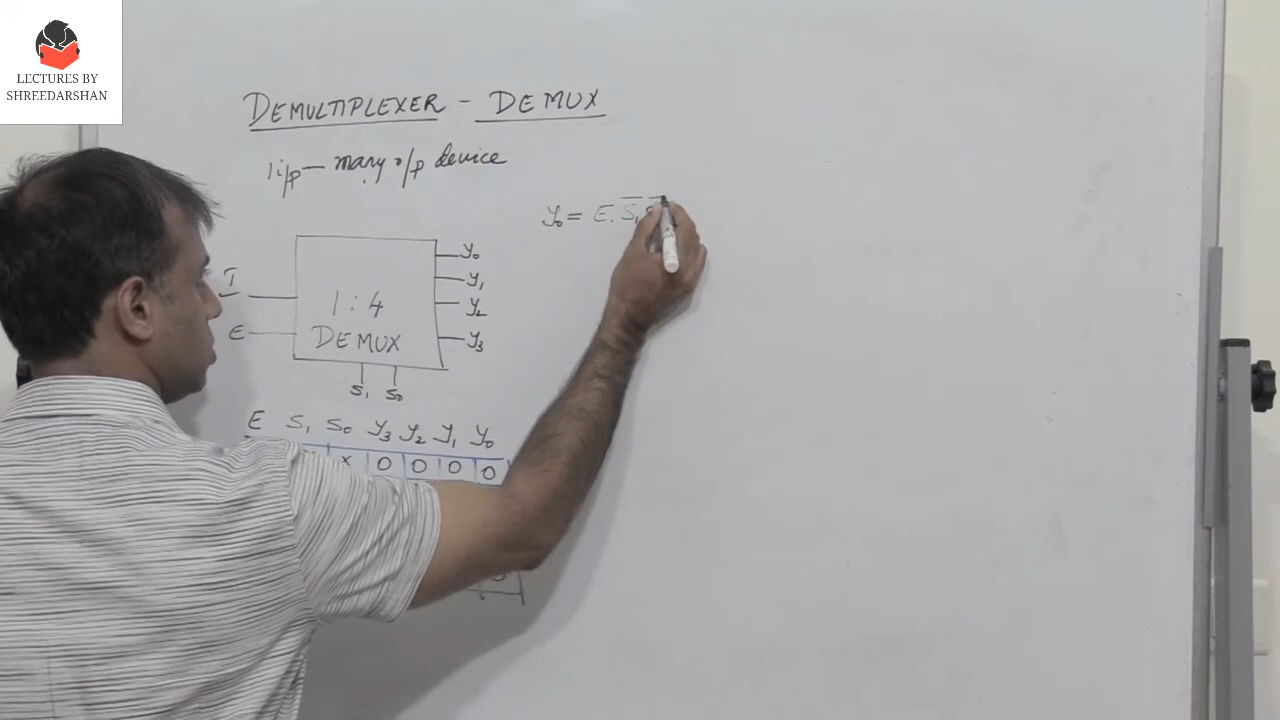 LECTURES BY
SHREEDARSHAN
DEMULTIPLEXER - DEMUX
1 i/p — many o/p device
Y0 = E. S̅1 S̅
I
E
1 : 4
DEMUX
Y0
Y1
Y2
Y3
S1 S0
E S1 S0 Y3 Y2 Y1 Y0
X 0 0 0 0